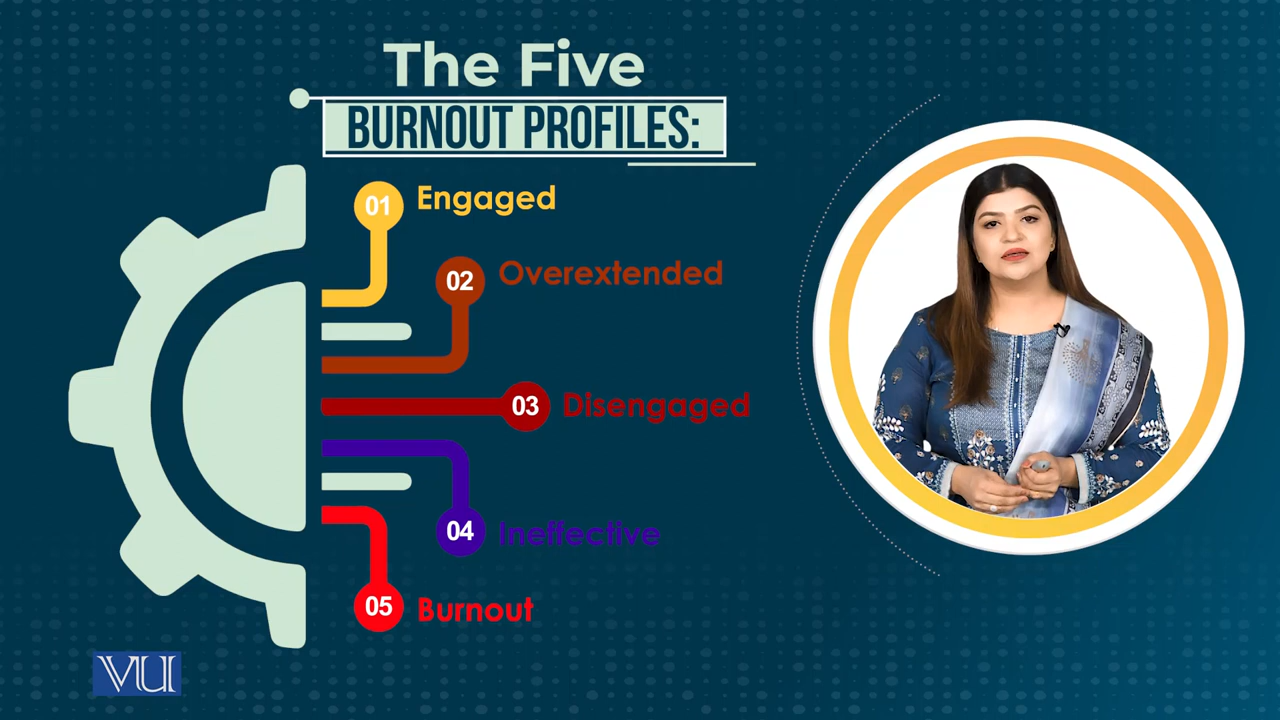 The Five
BURNOUT PROFILES:
01 Engaged
02 Overextended
03 Disengaged
04 Ineffective
05 Burnout
VU